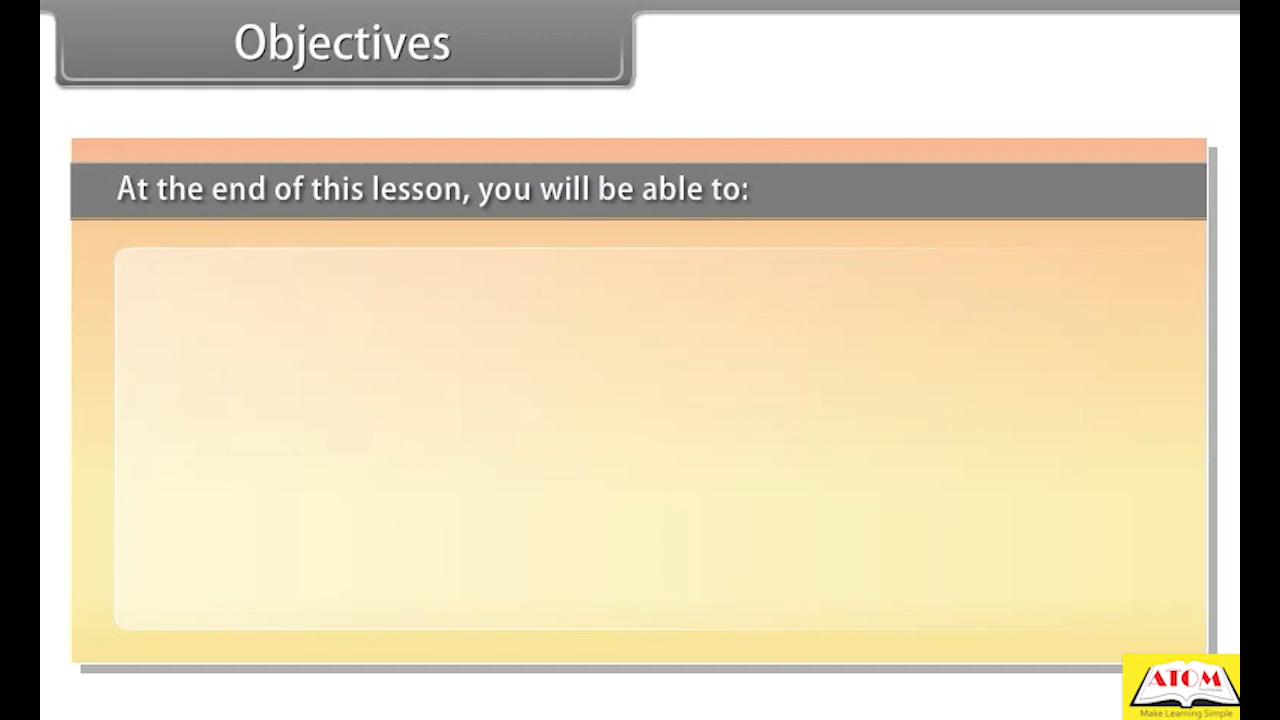 Objectives
At the end of this lesson, you will be able to:
ATOM
Make Learning Simple